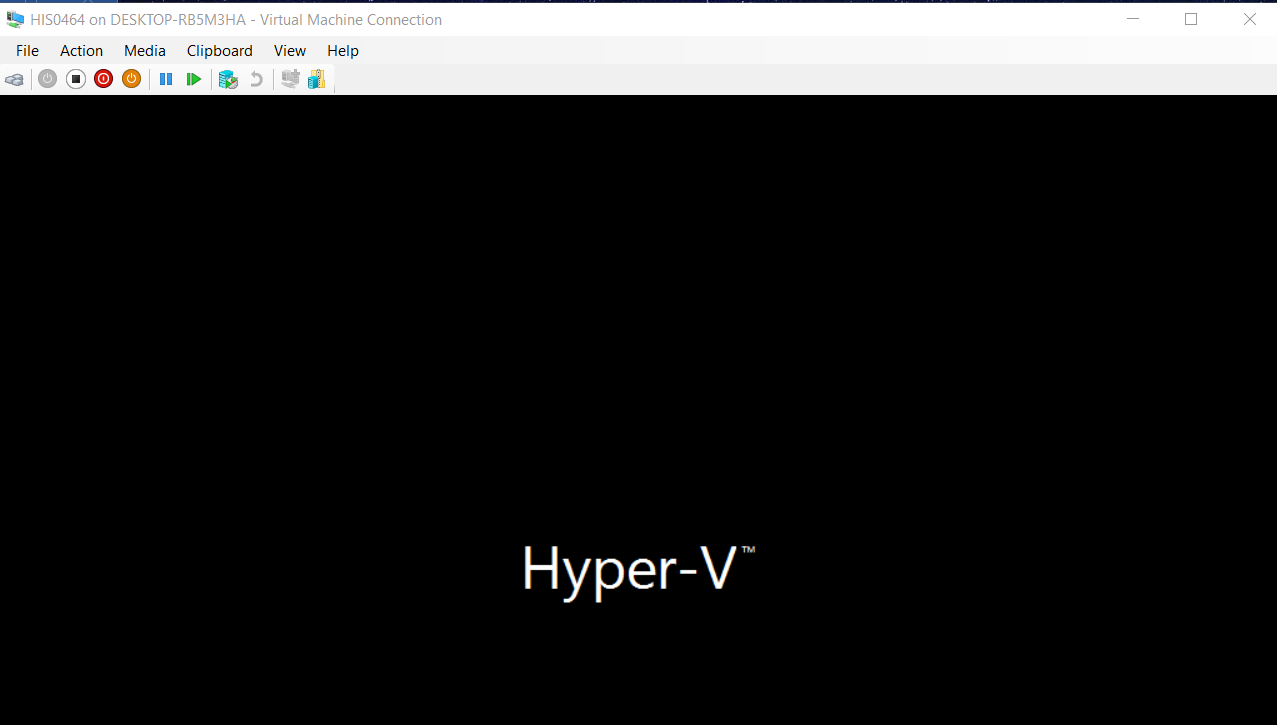 HIS0464 on DESKTOP-RB5M3HA - Virtual Machine Connection
File Action Media Clipboard View Help
Hyper-V™